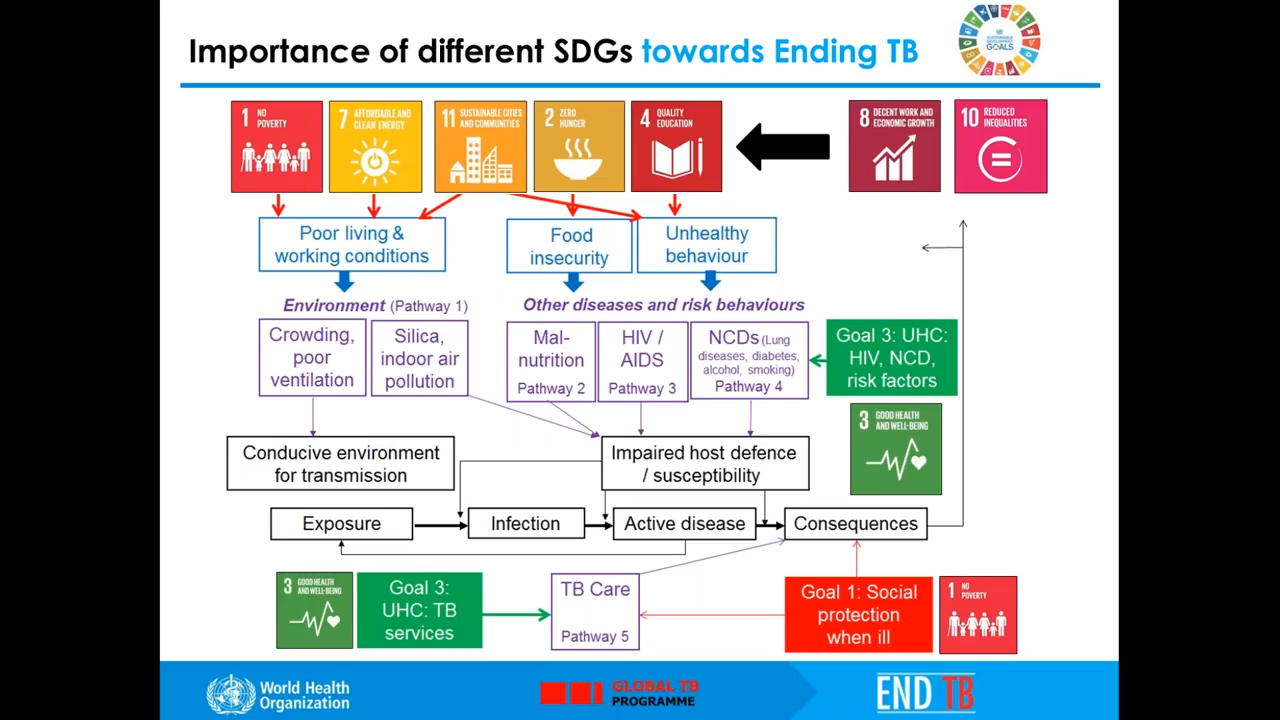 Importance of different SDGs towards Ending TB
SUSTAINABLE
DEVELOPMENT
GOALS
1 NO
POVERTY
7 AFFORDABLE AND
CLEAN ENERGY
11 SUSTAINABLE CITIES
AND COMMUNITIES
2 ZERO
HUNGER
4 QUALITY
EDUCATION
8 DECENT WORK AND
ECONOMIC GROWTH
10 REDUCED
INEQUALITIES
Poor living &
working conditions
Food
insecurity
Unhealthy
behaviour
Environment (Pathway 1)
Other diseases and risk behaviours
Crowding,
poor
ventilation
Silica,
indoor air
pollution
Mal-
nutrition
Pathway 2
HIV /
AIDS
Pathway 3
NCDs (Lung
diseases, diabetes,
alcohol, smoking)
Pathway 4
Goal 3: UHC:
HIV, NCD,
risk factors
3 GOOD HEALTH
AND WELL-BEING
Conducive environment
for transmission
Impaired host defence
/ susceptibility
Exposure
Infection
Active disease
Consequences
3 GOOD HEALTH
AND WELL-BEING
Goal 3:
UHC: TB
services
TB Care
Pathway 5
Goal 1: Social
protection
when ill
1 NO
POVERTY
World Health
Organization
GLOBAL TB
PROGRAMME
END TB